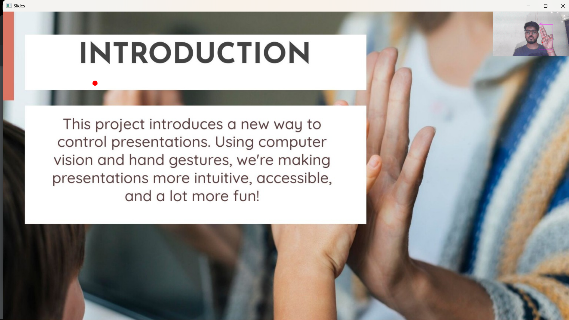 Slides
INTRODUCTION
This project introduces a new way to
control presentations. Using computer
vision and hand gestures, we're making
presentations more intuitive, accessible,
and a lot more fun!